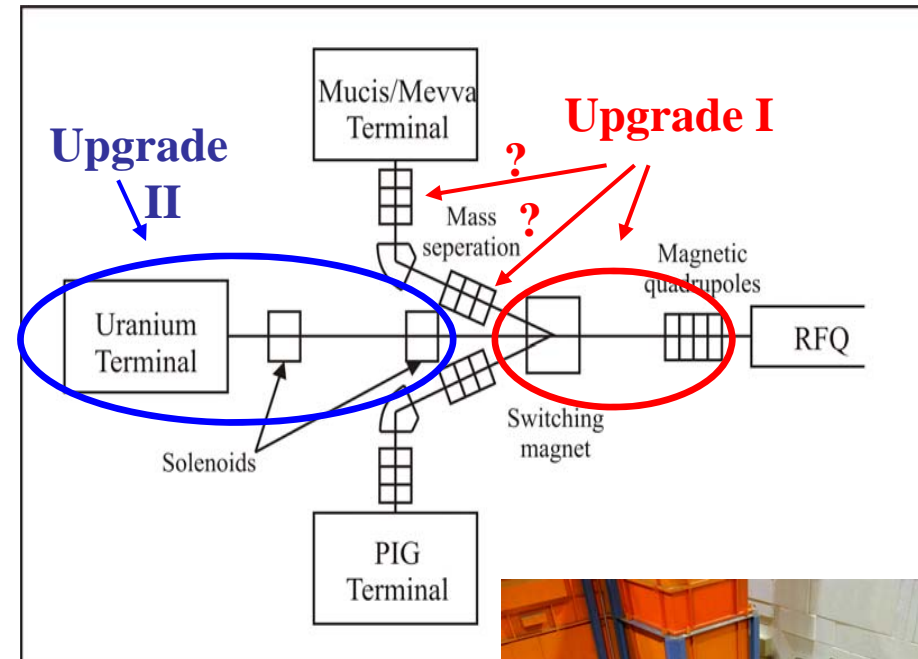 Mucis/Mevva
Terminal
Upgrade I
Upgrade
II
?
?
Mass
seperation
Magnetic
quadrupoles
Uranium
Terminal
RFQ
Switching
magnet
Solenoids
PIG
Terminal